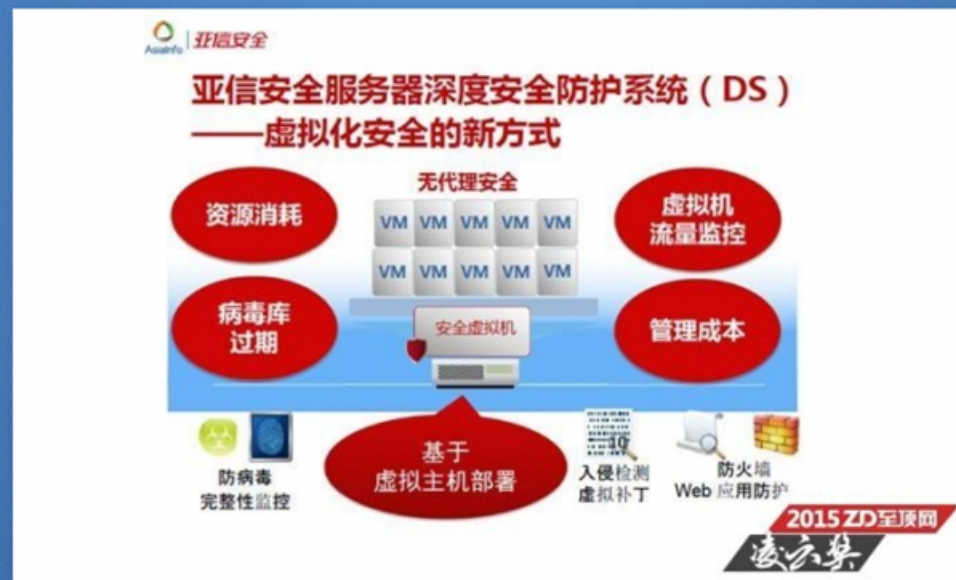 AsiaInfo 亚信安全
亚信安全服务器深度安全防护系统（DS）
——虚拟化安全的新方式
无代理安全
资源消耗
VM VM VM VM VM
虚拟机
流量监控
VM VM VM VM VM
病毒库
过期
安全虚拟机
管理成本
基于
虚拟主机部署
防病毒
完整性监控
10
入侵检测
虚拟补丁
防火墙
Web 应用防护
2015 ZD至顶网
凌云奖